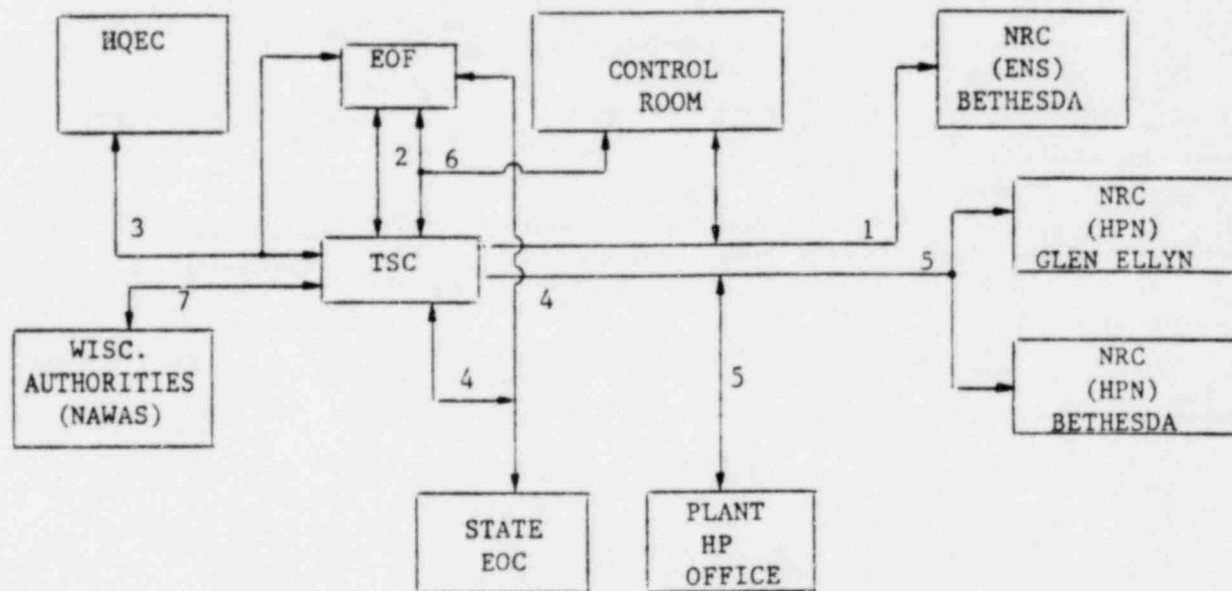 HQEC
EOF
CONTROL
ROOM
NRC
(ENS)
BETHESDA
2
6
3
TSC
1
NRC
(HPN)
GLEN ELLYN
5
4
7
WISC.
AUTHORITIES
(NAWAS)
4
5
NRC
(HPN)
BETHESDA
STATE
EOC
PLANT
HP
OFFICE